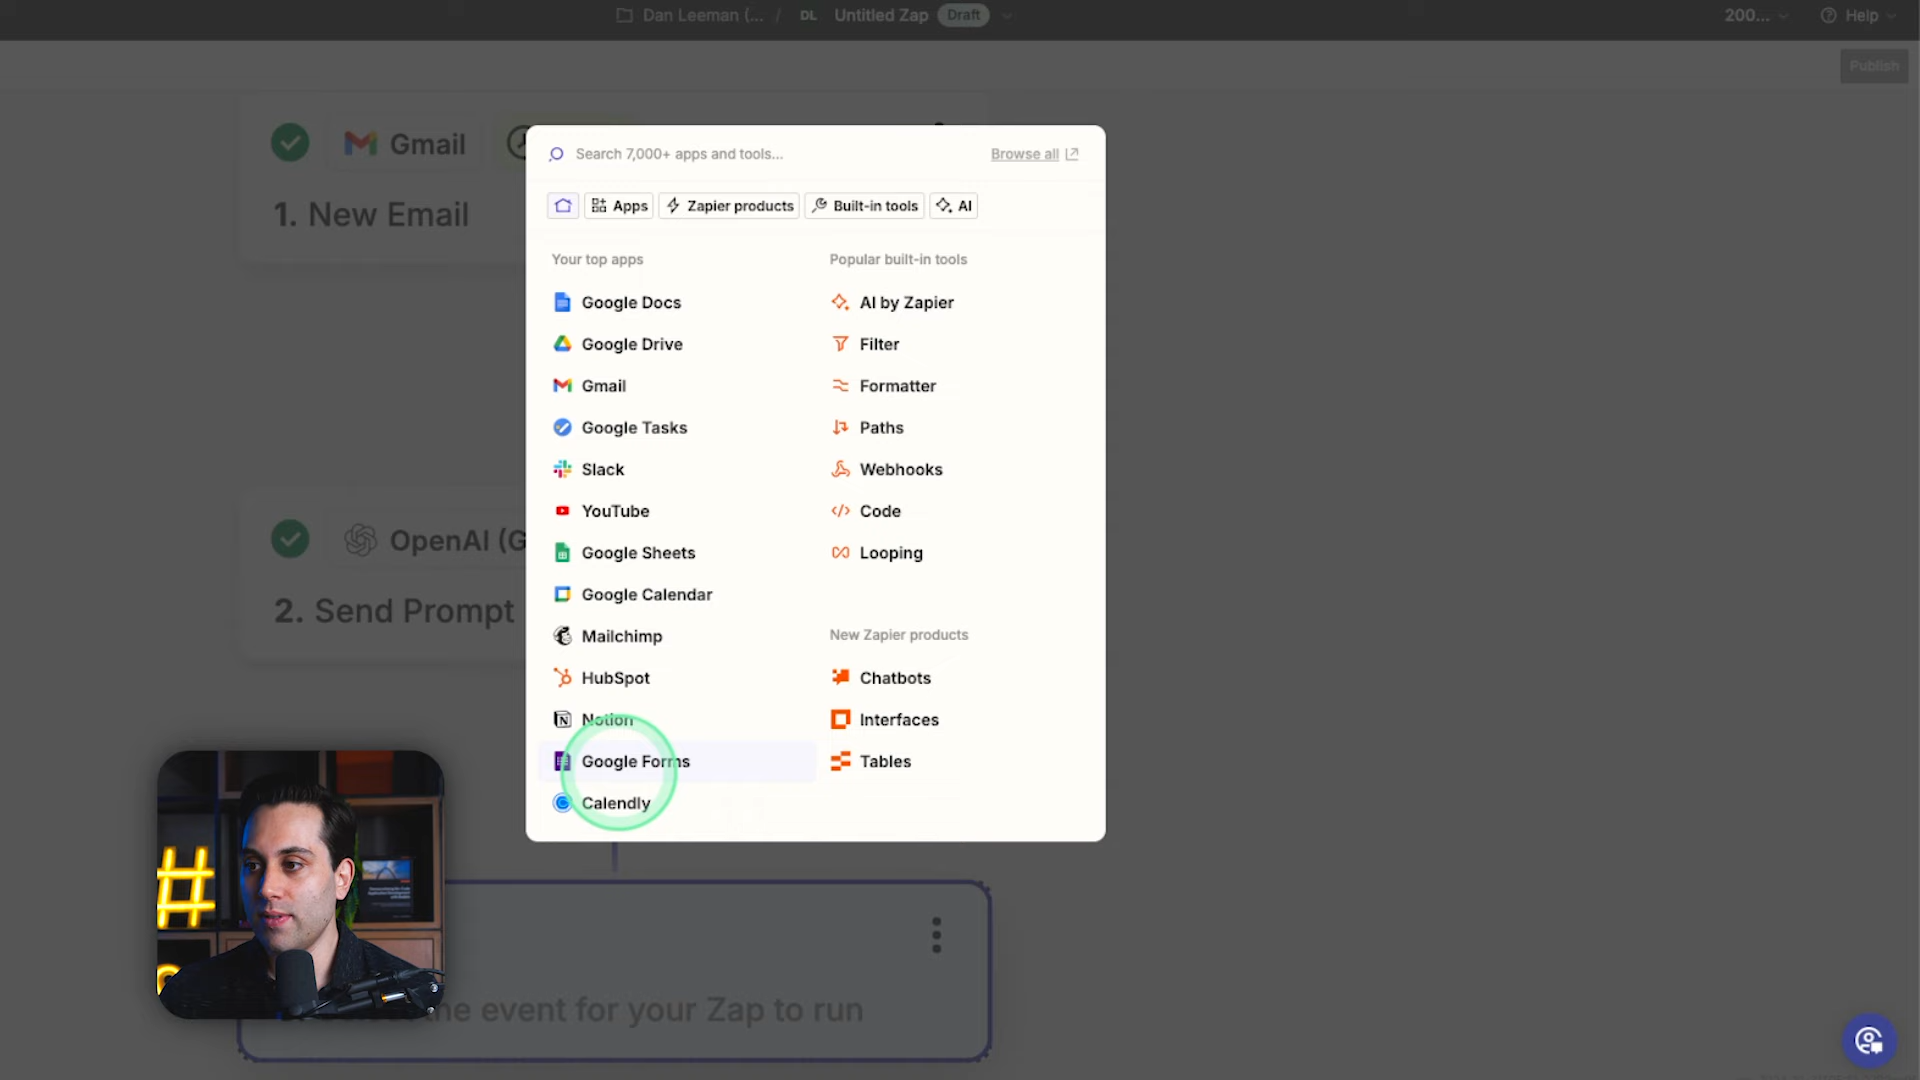 Dan Leeman (... / DL Untitled Zap Draft
200...
Help
Publish
Gmail
1. New Email
Search 7,000+ apps and tools...
Browse all
Apps
Zapier products
Built-in tools
AI
Your top apps
Google Docs
Google Drive
Gmail
Google Tasks
Slack
YouTube
Google Sheets
Google Calendar
Mailchimp
HubSpot
Notion
Google Forms
Calendly
Popular built-in tools
AI by Zapier
Filter
Formatter
Paths
Webhooks
Code
Looping
New Zapier products
Chatbots
Interfaces
Tables
OpenAI (G
2. Send Prompt
the event for your Zap to run
#